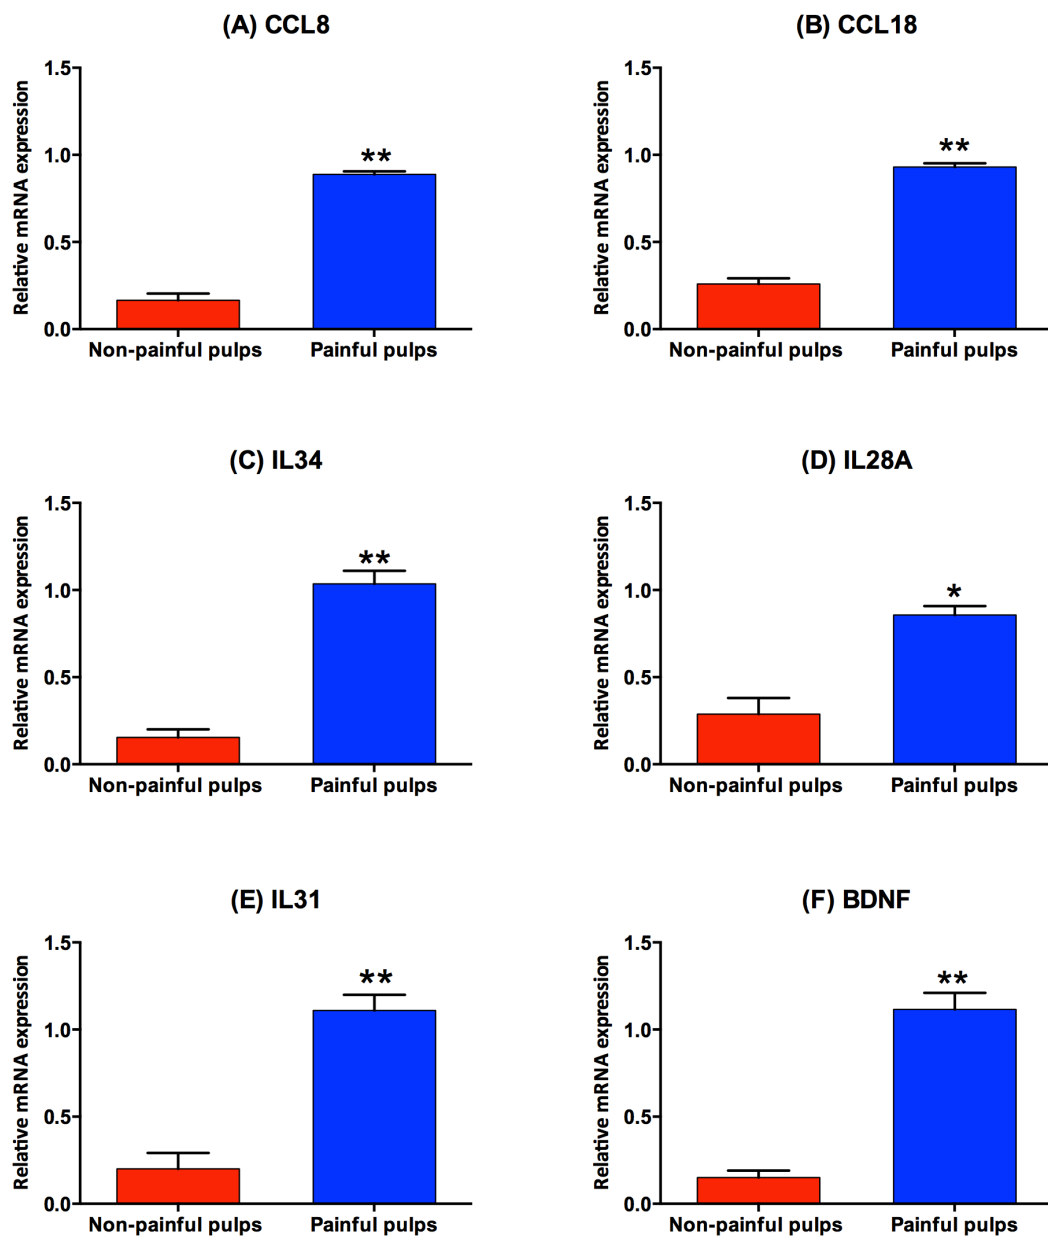 (A) CCL8
Relative mRNA expression
1.5
1.0
0.5
0.0
**
Non-painful pulps
Painful pulps
(B) CCL18
Relative mRNA expression
1.5
1.0
0.5
0.0
**
Non-painful pulps
Painful pulps
(C) IL34
Relative mRNA expression
1.5
1.0
0.5
0.0
**
Non-painful pulps
Painful pulps
(D) IL28A
Relative mRNA expression
1.5
1.0
0.5
0.0
*
Non-painful pulps
Painful pulps
(E) IL31
Relative mRNA expression
1.5
1.0
0.5
0.0
**
Non-painful pulps
Painful pulps
(F) BDNF
Relative mRNA expression
1.5
1.0
0.5
0.0
**
Non-painful pulps
Painful pulps